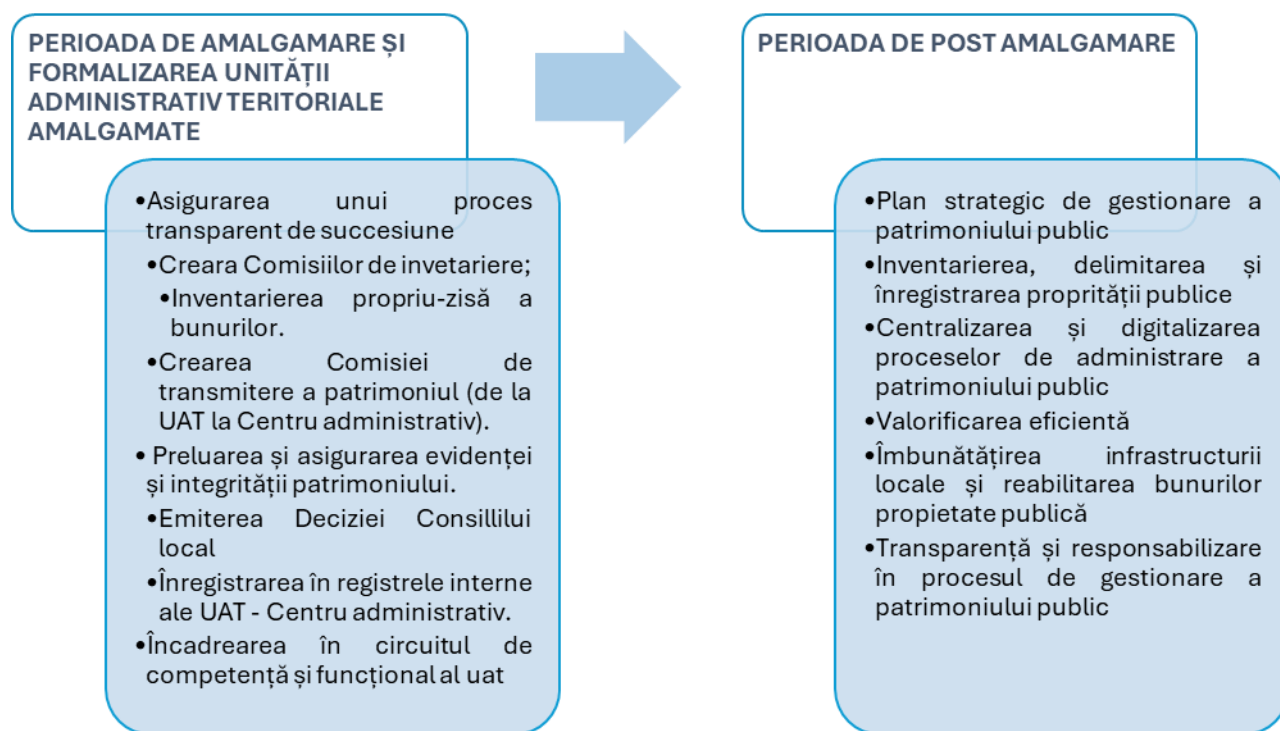 PERIOADA DE AMALGAMARE ȘI
FORMALIZAREA UNITĂȚII
ADMINISTRATIV TERITORIALE
AMALGAMATE
•Asigurarea unui proces
transparent de succesiune
•Creara Comisiilor de invetariere;
•Inventarierea propriu-zisă a
bunurilor.
•Crearea Comisiei de
transmitere a patrimoniul (de la
UAT la Centru administrativ).
• Preluarea și asigurarea evidenței
și integrității patrimoniului.
•Emiterea Deciziei Consillilui
local
•Înregistrarea în registrele interne
ale UAT - Centru administrativ.
•Încadrearea în circuitul de
competență și funcțional al uat
PERIOADA DE POST AMALGAMARE
•Plan strategic de gestionare a
patrimoniului public
•Inventarierea, delimitarea și
înregistrarea proprității publice
•Centralizarea și digitalizarea
proceselor de administrare a
patrimoniului public
•Valorificarea eficientă
•Îmbunătățirea infrastructurii
locale și reabilitarea bunurilor
propietate publică
•Transparență și responsabilizare
în procesul de gestionare a
patrimoniului public